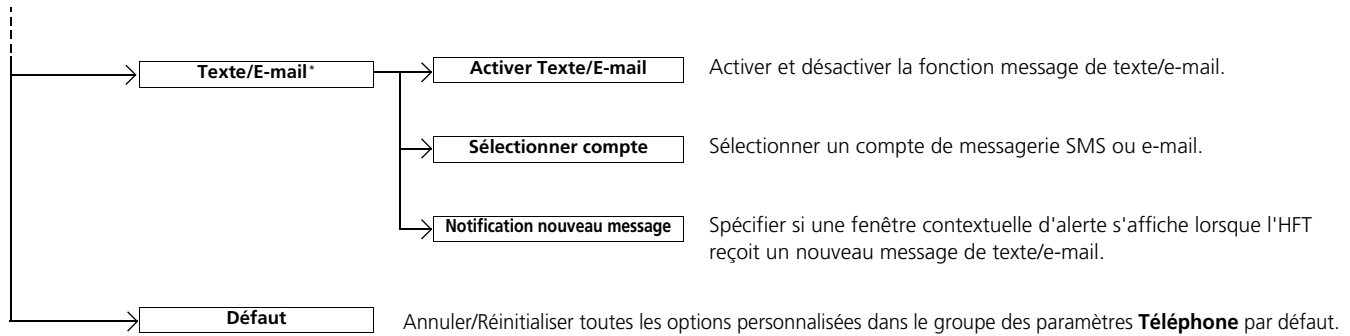 Texte/E-mail*
Activer Texte/E-mail
Activer et désactiver la fonction message de texte/e-mail.
Sélectionner compte
Sélectionner un compte de messagerie SMS ou e-mail.
Notification nouveau message
Spécifier si une fenêtre contextuelle d'alerte s'affiche lorsque l'HFT
reçoit un nouveau message de texte/e-mail.
Défaut
Annuler/Réinitialiser toutes les options personnalisées dans le groupe des paramètres Téléphone par défaut.